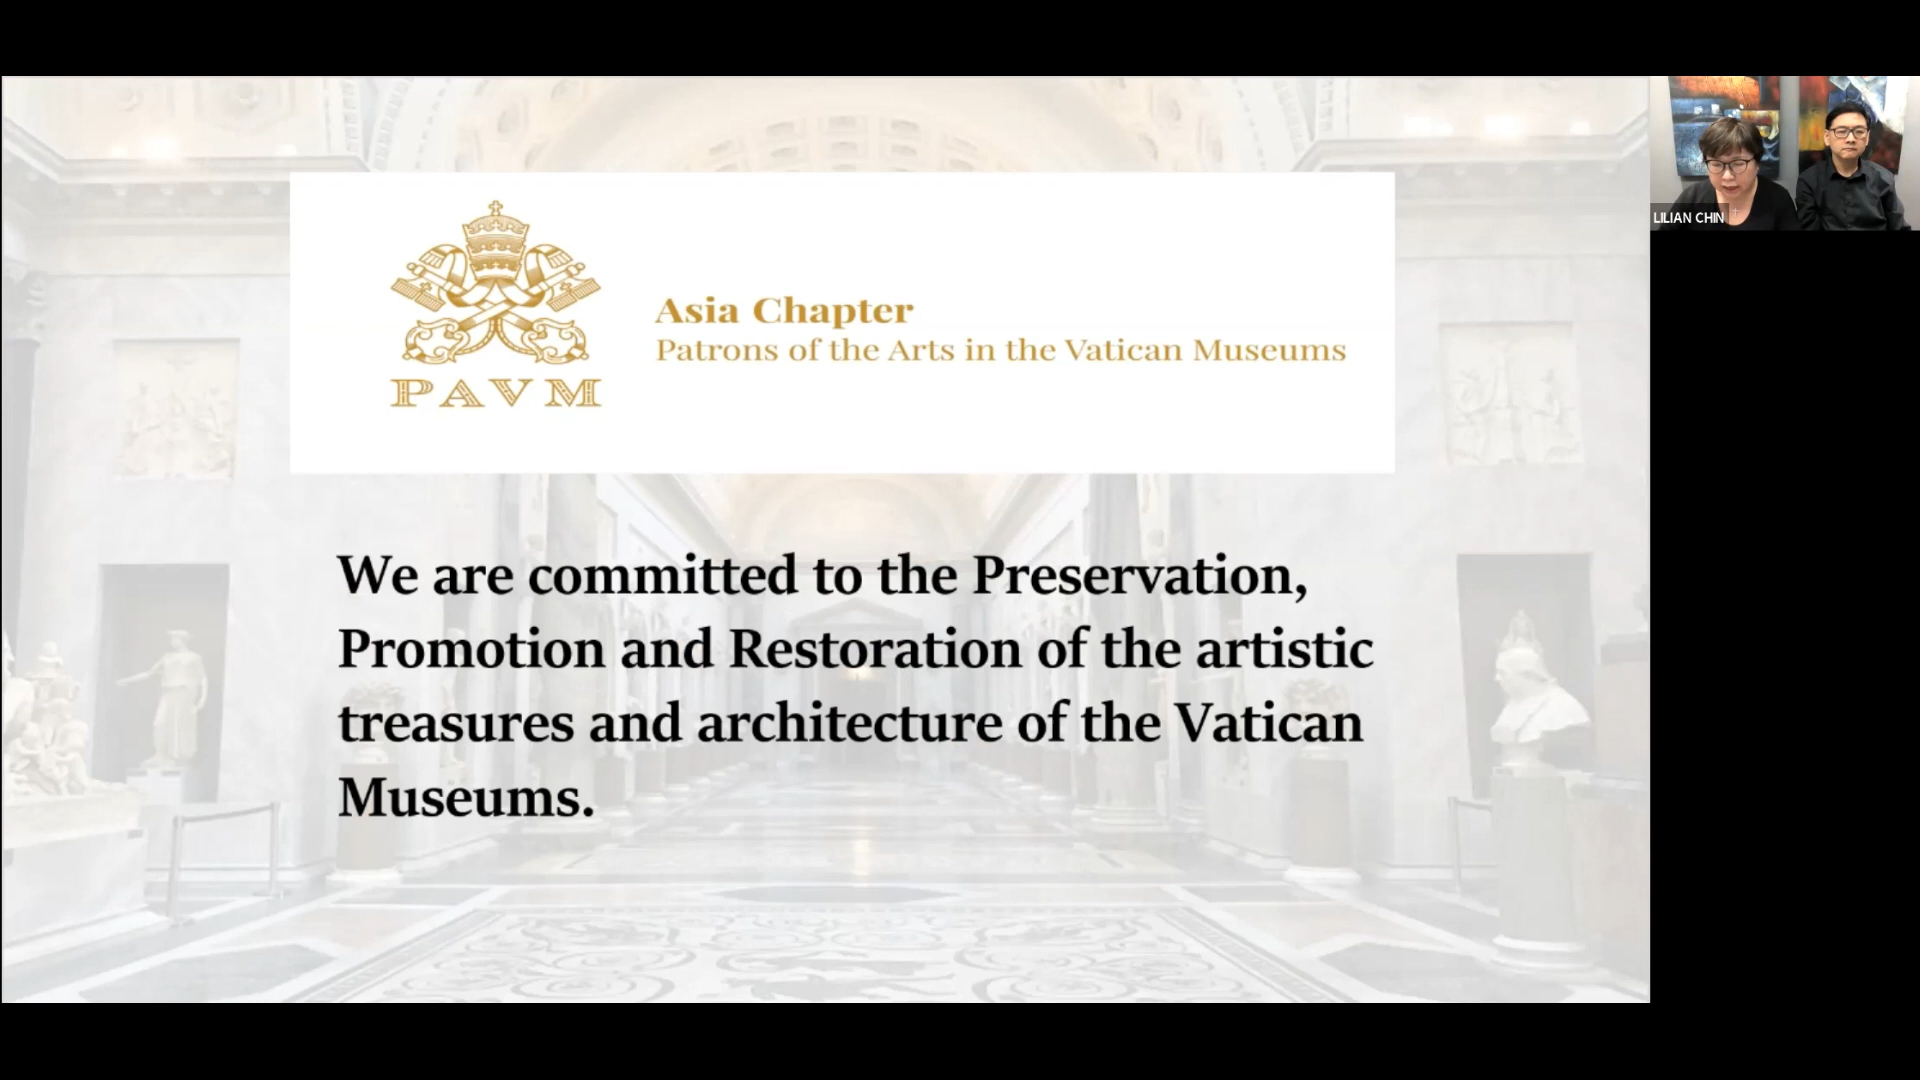 PAVM
Asia Chapter
Patrons of the Arts in the Vatican Museums
We are committed to the Preservation,
Promotion and Restoration of the artistic
treasures and architecture of the Vatican
Museums.
LILIAN CHIN